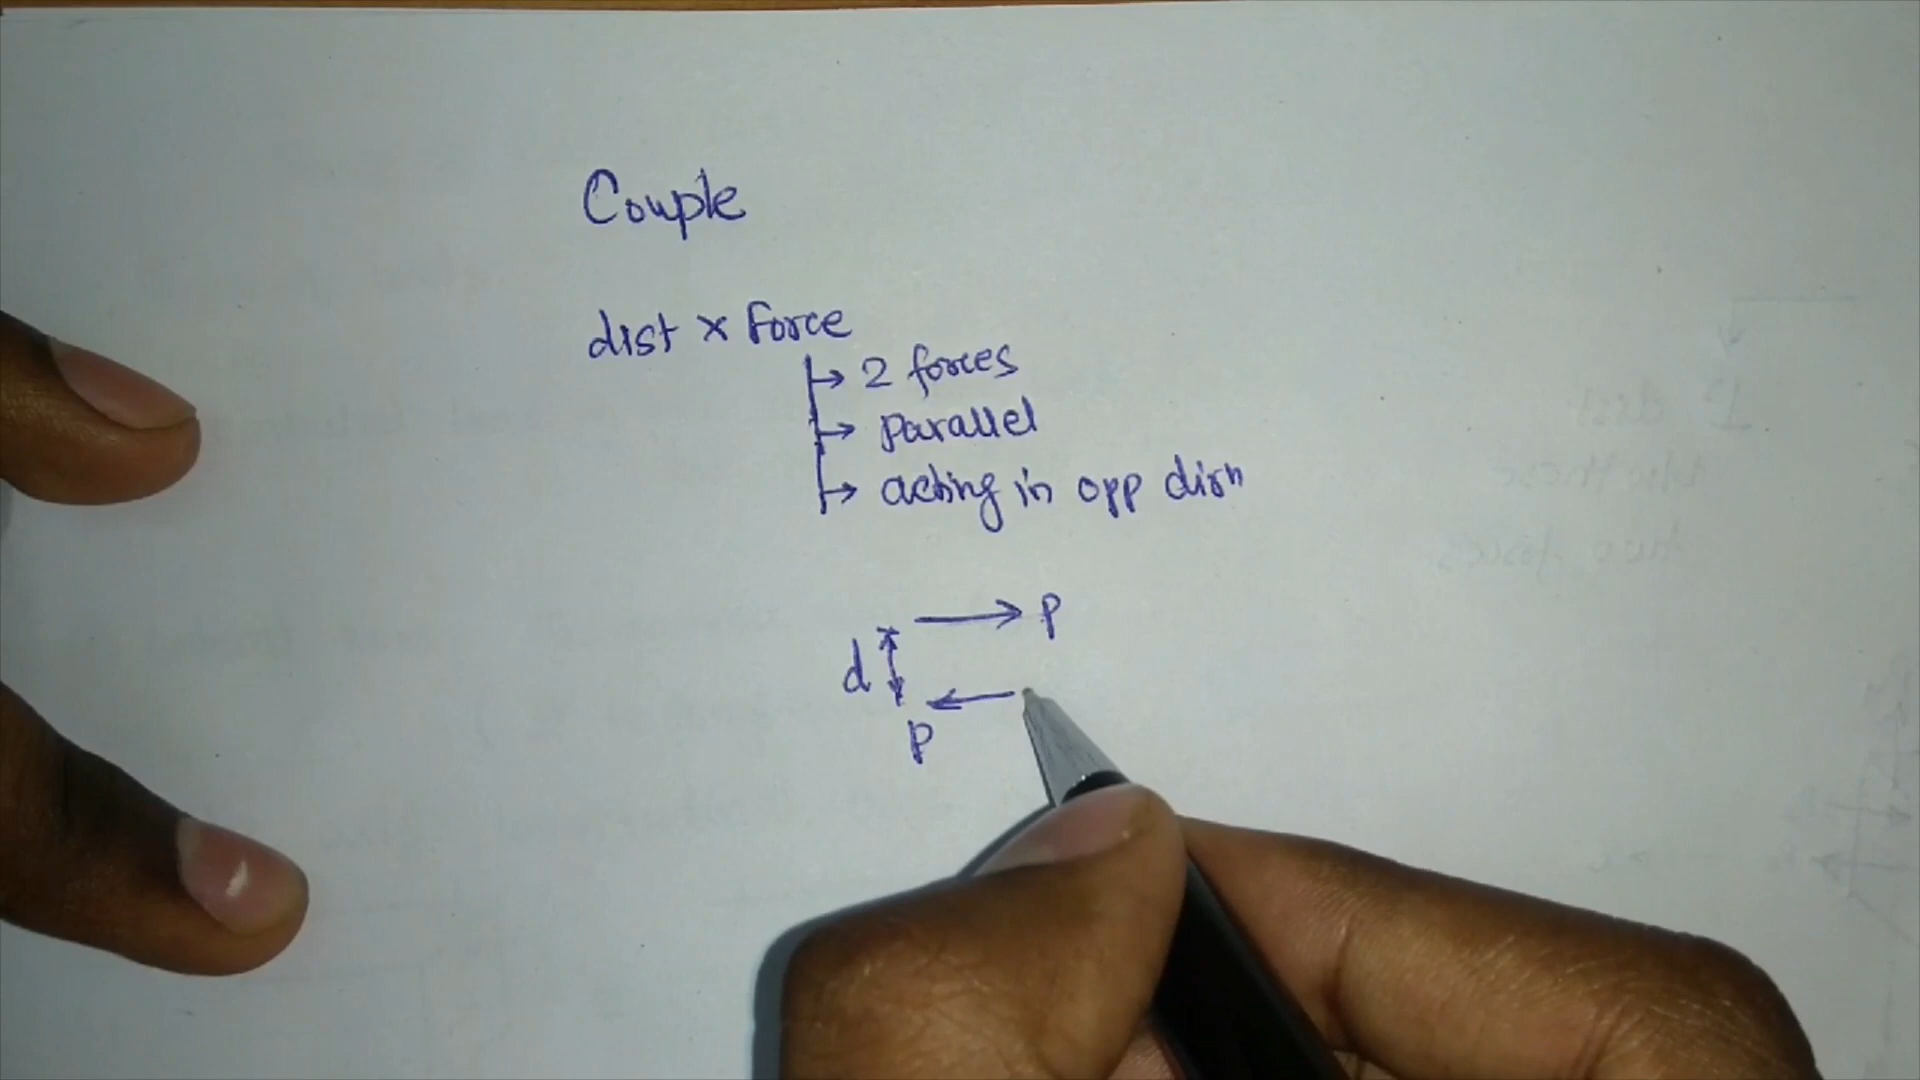 Couple
dist x Force
→ 2 forces
→ parallel
→ acting in opp dirn
P
d
P